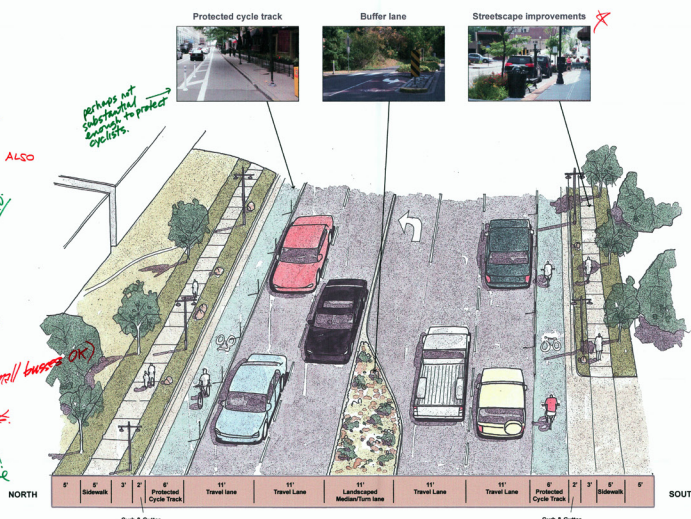 Protected cycle track
Buffer lane
Streetscape improvements
perhaps not
substantial
enough to protect
cyclists.
ALSO
small busses OK)
NORTH
5'
5'
Sidewalk
3'
2'
6'
Protected
Cycle Track
11'
Travel lane
11'
Travel Lane
11'
Landscaped
Median/Turn lane
11'
Travel Lane
11'
Travel Lane
6'
Protected
Cycle Track
2'
3'
5'
Sidewalk
5'
SOUT